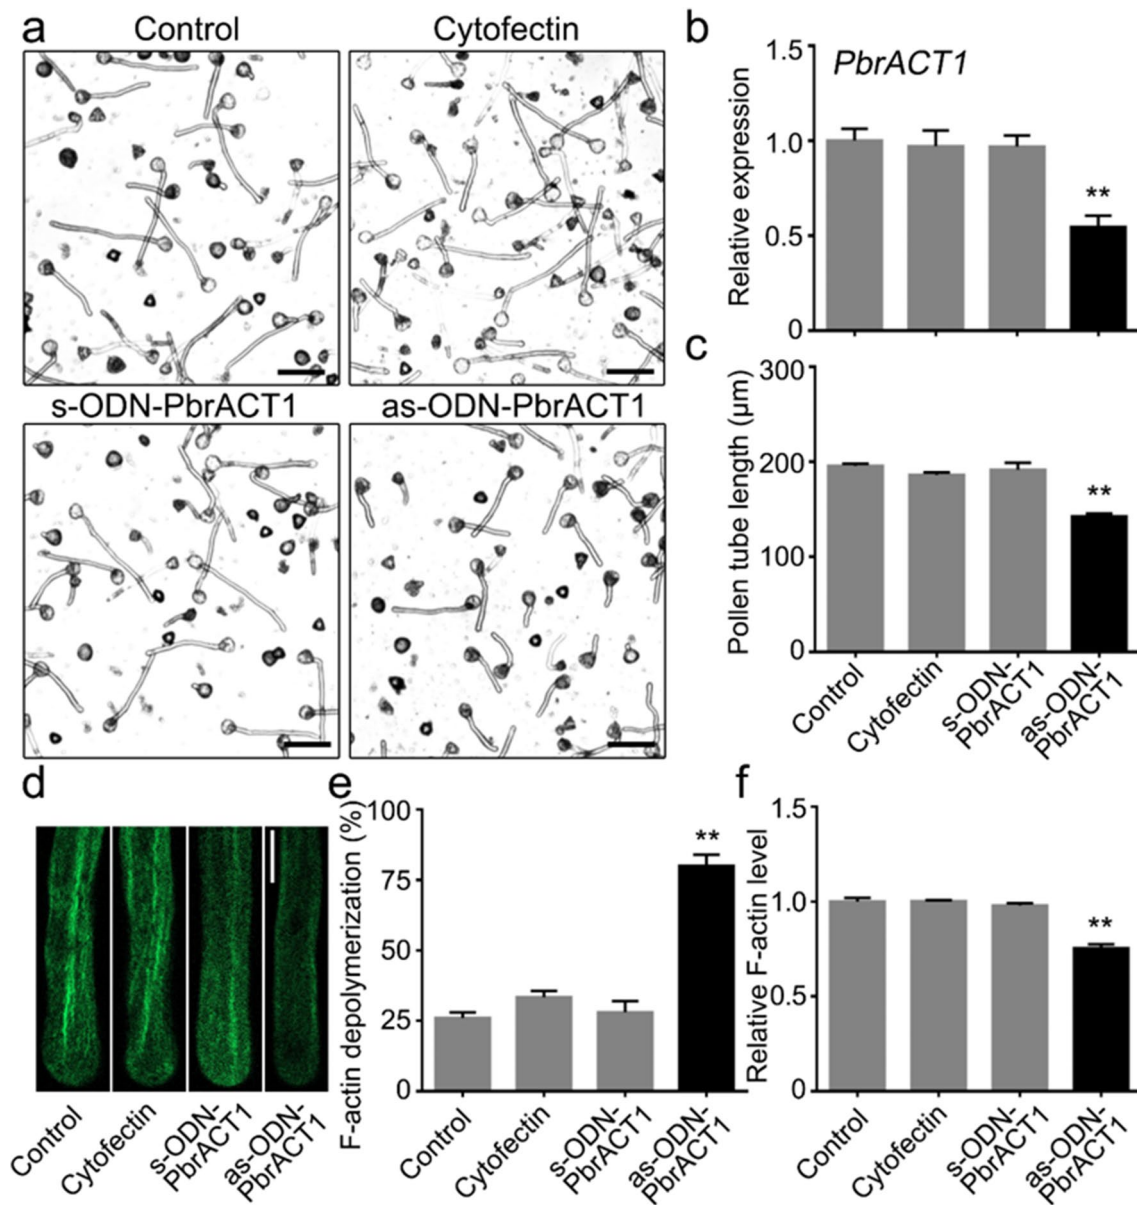 a
Control
Cytofectin
s-ODN-PbrACT1
as-ODN-PbrACT1
b
PbrACT1
Relative expression
1.5
1.0
0.5
0
**
c
Pollen tube length (μm)
300
200
100
0
**
Control
Cytofectin
s-ODN-
PbrACT1
as-ODN-
PbrACT1
d
Control
Cytofectin
s-ODN-
PbrACT1
as-ODN-
PbrACT1
e
F-actin depolymerization (%)
100
75
50
25
0
**
Control
Cytofectin
s-ODN-
PbrACT1
as-ODN-
PbrACT1
f
Relative F-actin level
1.5
1.0
0.5
0
**
Control
Cytofectin
s-ODN-
PbrACT1
as-ODN-
PbrACT1